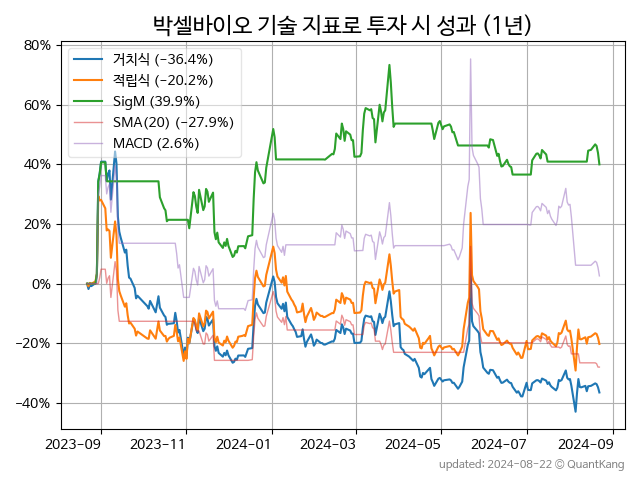 박셀바이오 기술 지표로 투자 시 성과 (1년)
80%
60%
40%
20%
0%
−20%
−40%
거치식 (−36.4%)
적립식 (−20.2%)
SigM (39.9%)
SMA(20) (−27.9%)
MACD (2.6%)
2023-09 2023-11 2024-01 2024-03 2024-05 2024-07 2024-09
updated: 2024-08-22 © QuantKang